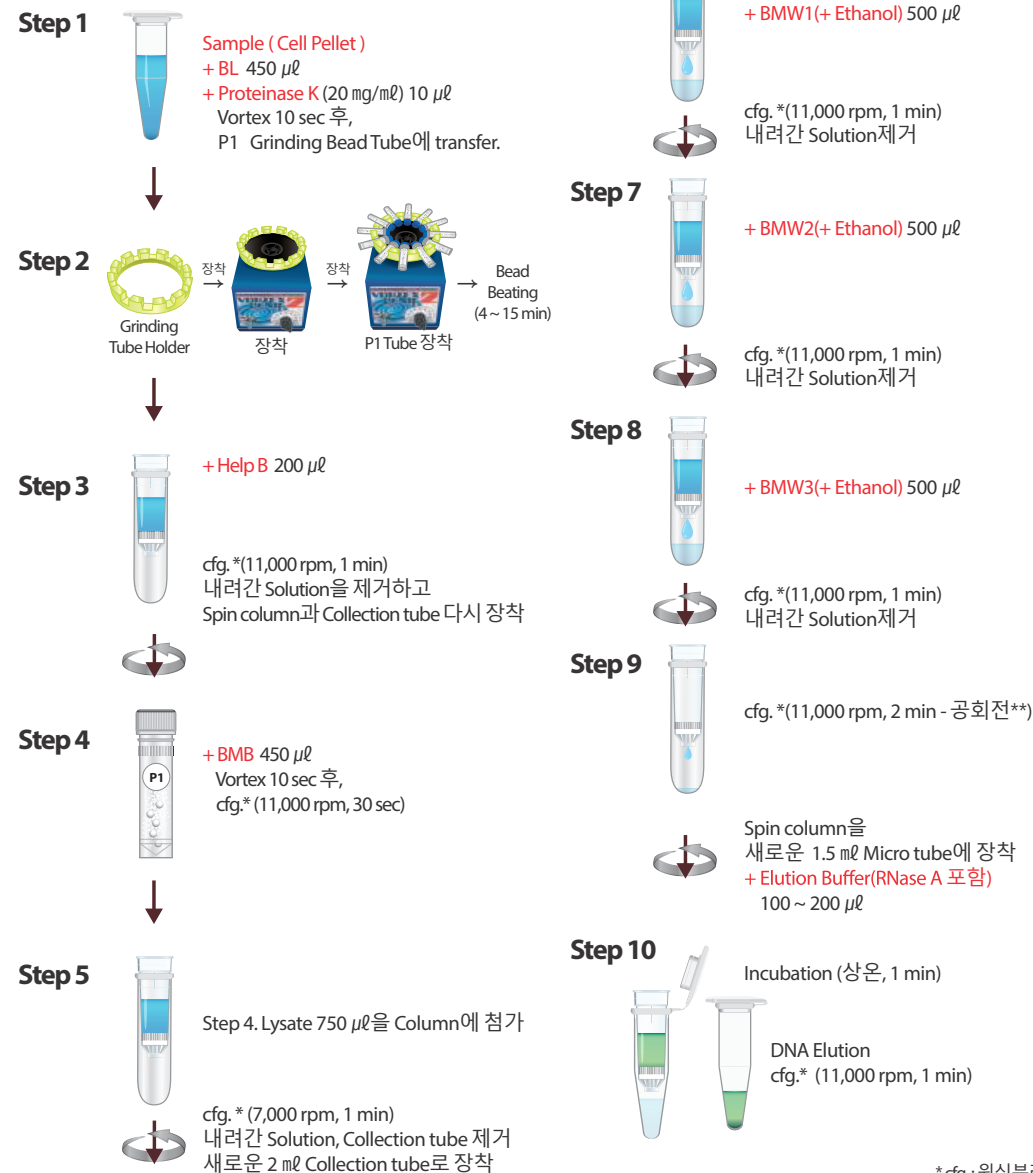 Step 1
Sample ( Cell Pellet )
+ BL 450 μℓ
+ Proteinase K (20 ㎎/㎖) 10 μℓ
Vortex 10 sec 후,
P1 Grinding Bead Tube에 transfer.
Step 2
Grinding
Tube Holder
장착
→
장착
장착
→
P1 Tube 장착
→
Bead
Beating
(4 ~ 15 min)
Step 3
+ Help B 200 μℓ
cfg. *(11,000 rpm, 1 min)
내려간 Solution을 제거하고
Spin column과 Collection tube 다시 장착
Step 4
P1
+ BMB 450 μℓ
Vortex 10 sec 후,
cfg.* (11,000 rpm, 30 sec)
Step 5
Step 4. Lysate 750 μℓ을 Column에 첨가
cfg. * (7,000 rpm, 1 min)
내려간 Solution, Collection tube 제거
새로운 2 ㎖ Collection tube로 장착
+ BMW1(+ Ethanol) 500 μℓ
cfg. *(11,000 rpm, 1 min)
내려간 Solution제거
Step 7
+ BMW2(+ Ethanol) 500 μℓ
cfg. *(11,000 rpm, 1 min)
내려간 Solution제거
Step 8
+ BMW3(+ Ethanol) 500 μℓ
cfg. *(11,000 rpm, 1 min)
내려간 Solution제거
Step 9
cfg. *(11,000 rpm, 2 min - 공회전**)
Spin column을
새로운 1.5 ㎖ Micro tube에 장착
+ Elution Buffer(RNase A 포함)
100 ~ 200 μℓ
Step 10
Incubation (상온, 1 min)
DNA Elution
cfg.* (11,000 rpm, 1 min)
* cfg :